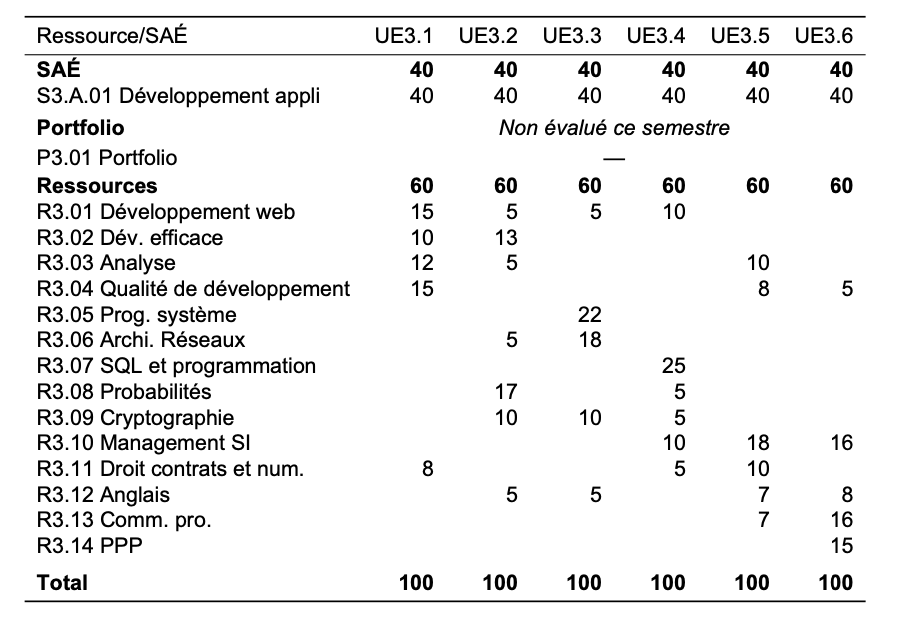 Ressource/SAÉ UE3.1 UE3.2 UE3.3 UE3.4 UE3.5 UE3.6
SAÉ 40 40 40 40 40 40
S3.A.01 Développement appli 40 40 40 40 40 40
Portfolio Non évalué ce semestre
P3.01 Portfolio —
Ressources 60 60 60 60 60 60
R3.01 Développement web 15 5 5 10
R3.02 Dév. efficace 10 13
R3.03 Analyse 12 5 10
R3.04 Qualité de développement 15 8 5
R3.05 Prog. système 22
R3.06 Archi. Réseaux 5 18
R3.07 SQL et programmation 25
R3.08 Probabilités 17 5
R3.09 Cryptographie 10 10 5
R3.10 Management SI 10 18 16
R3.11 Droit contrats et num. 8 5 10
R3.12 Anglais 5 5 7 8
R3.13 Comm. pro. 7 16
R3.14 PPP 15
Total 100 100 100 100 100 100